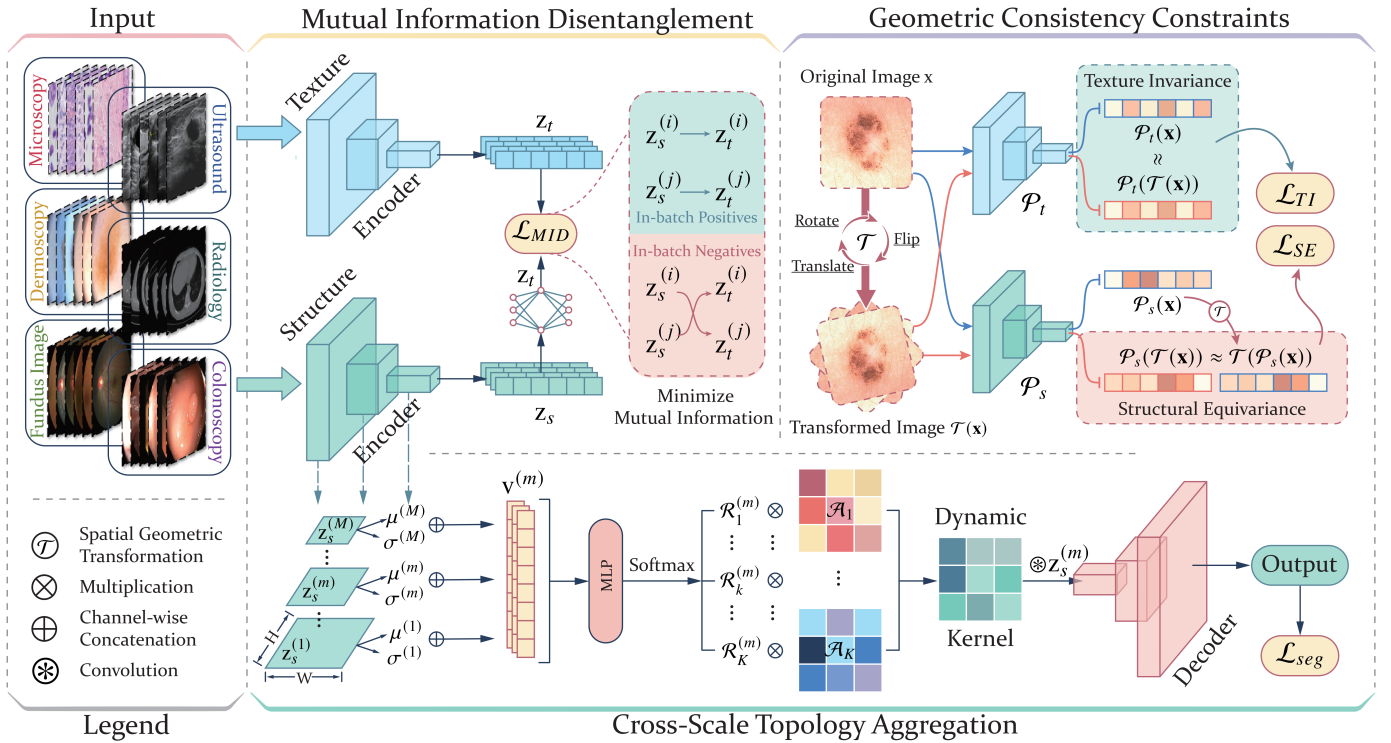 Input
Mutual Information Disentanglement
Geometric Consistency Constraints
Microscopy
Ultrasound
Dermoscopy
Radiology
Fundus Image
Colonoscopy
Texture
Encoder
Structure
Encoder
z_t
ℒ_MID
z_t
z_s
z_s^(i) → z_t^(i)
z_s^(j) → z_t^(j)
In-batch Positives
In-batch Negatives
z_s^(i) z_t^(i)
z_s^(j) z_t^(j)
Minimize
Mutual Information
Original Image x
Rotate
𝒯
Flip
Translate
Transformed Image 𝒯(x)
𝒫_t
𝒫_s
Texture Invariance
𝒫_t(x)
≈
𝒫_t(𝒯(x))
ℒ_TI
ℒ_SE
𝒫_s(x)
𝒯
𝒫_s(𝒯(x)) ≈ 𝒯(𝒫_s(x))
Structural Equivariance
𝒯 Spatial Geometric
Transformation
⊗ Multiplication
⊕ Channel-wise
Concatenation
⊛ Convolution
Legend
z_s^(M) μ^(M) ⊕
σ^(M)
⋮
z_s^(m) μ^(m) ⊕
σ^(m)
⋮
z_s^(1) μ^(1) ⊕
σ^(1)
H
W
v^(m)
MLP
Softmax
ℛ_1^(m) ⊗ 𝒜_1
⋮ ⋮
ℛ_k^(m) ⊗ ⋮
⋮ ⋮
ℛ_K^(m) ⊗ 𝒜_K
Dynamic
Kernel
⊛ z_s^(m)
Decoder
Output
ℒ_seg
Cross-Scale Topology Aggregation